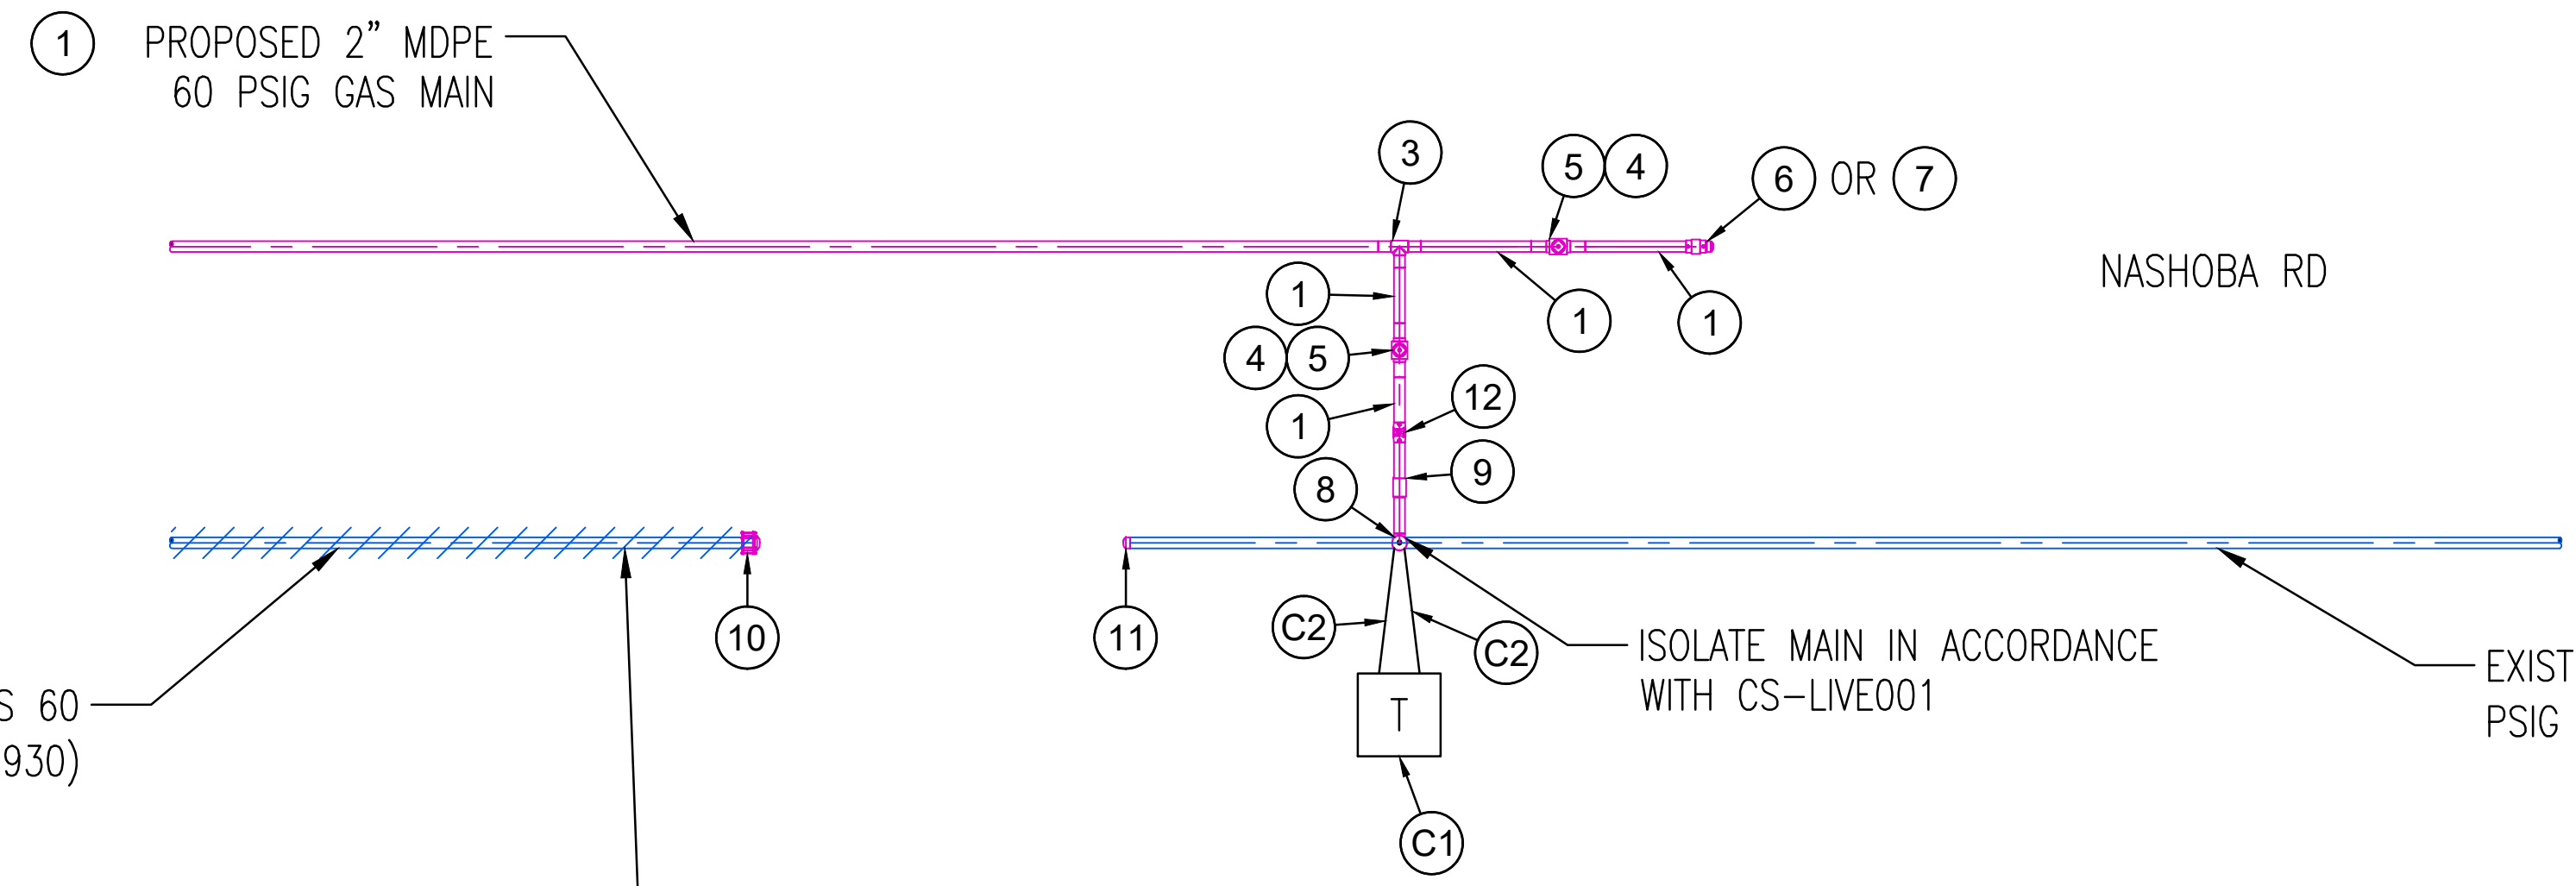 1
PROPOSED 2” MDPE
60 PSIG GAS MAIN
3
5 4
6 OR 7
NASHOBA RD
1
1
1
4 5
1
12
9
8
10
11
C2
C2
ISOLATE MAIN IN ACCORDANCE
WITH CS-LIVE001
T
C1
S 60
930)
EXIST
PSIG